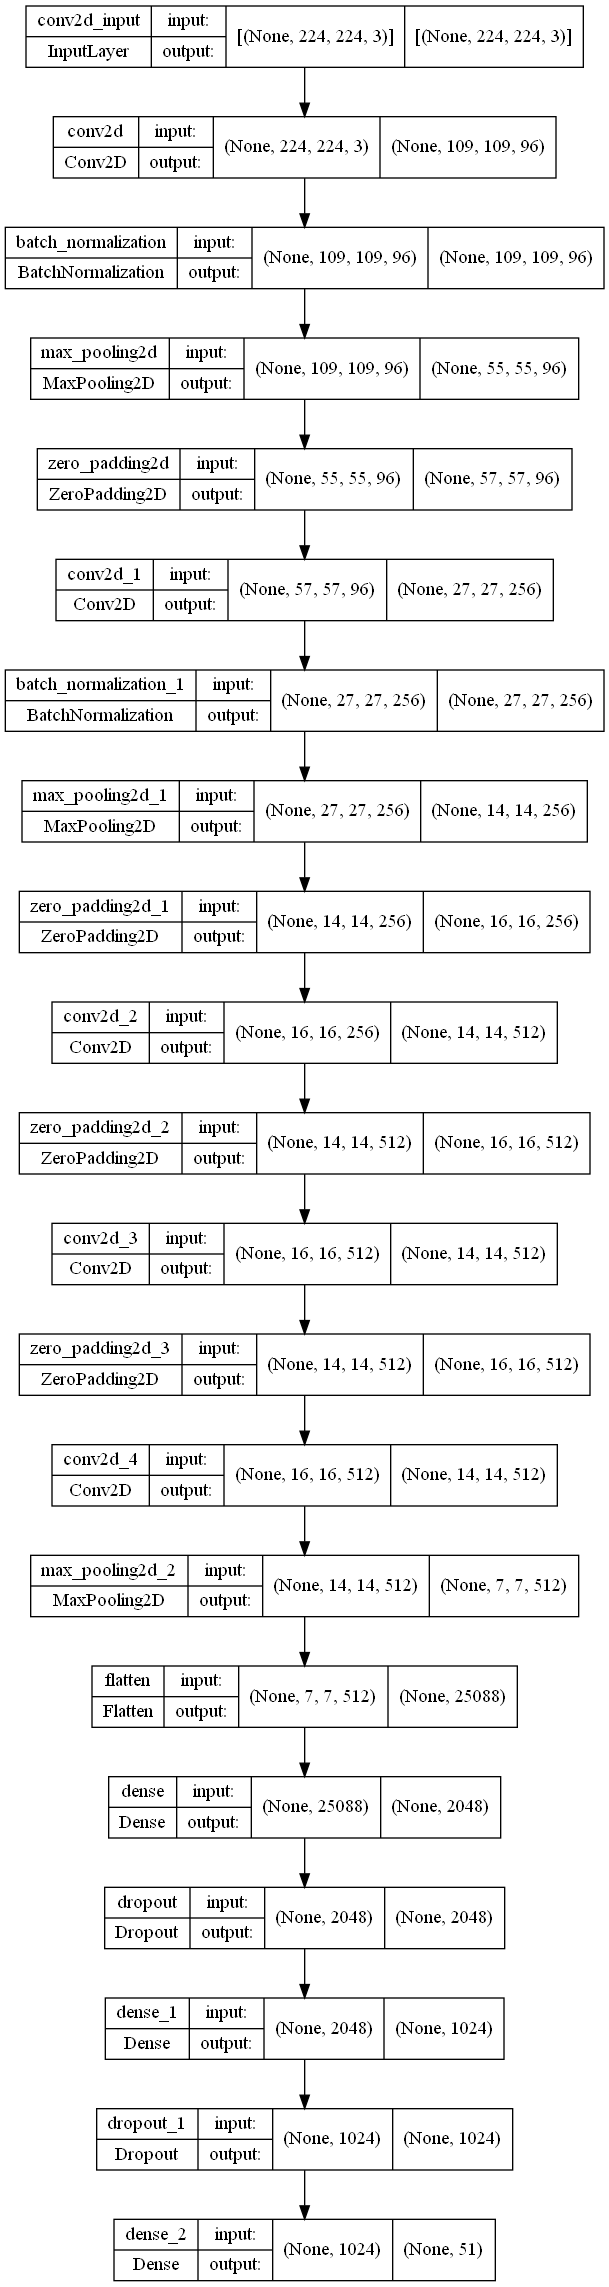 conv2d_input input: [(None, 224, 224, 3)] [(None, 224, 224, 3)]
InputLayer output:
conv2d input: (None, 224, 224, 3) (None, 109, 109, 96)
Conv2D output:
batch_normalization input: (None, 109, 109, 96) (None, 109, 109, 96)
BatchNormalization output:
max_pooling2d input: (None, 109, 109, 96) (None, 55, 55, 96)
MaxPooling2D output:
zero_padding2d input: (None, 55, 55, 96) (None, 57, 57, 96)
ZeroPadding2D output:
conv2d_1 input: (None, 57, 57, 96) (None, 27, 27, 256)
Conv2D output:
batch_normalization_1 input: (None, 27, 27, 256) (None, 27, 27, 256)
BatchNormalization output:
max_pooling2d_1 input: (None, 27, 27, 256) (None, 14, 14, 256)
MaxPooling2D output:
zero_padding2d_1 input: (None, 14, 14, 256) (None, 16, 16, 256)
ZeroPadding2D output:
conv2d_2 input: (None, 16, 16, 256) (None, 14, 14, 512)
Conv2D output:
zero_padding2d_2 input: (None, 14, 14, 512) (None, 16, 16, 512)
ZeroPadding2D output:
conv2d_3 input: (None, 16, 16, 512) (None, 14, 14, 512)
Conv2D output:
zero_padding2d_3 input: (None, 14, 14, 512) (None, 16, 16, 512)
ZeroPadding2D output:
conv2d_4 input: (None, 16, 16, 512) (None, 14, 14, 512)
Conv2D output:
max_pooling2d_2 input: (None, 14, 14, 512) (None, 7, 7, 512)
MaxPooling2D output:
flatten input: (None, 7, 7, 512) (None, 25088)
Flatten output:
dense input: (None, 25088) (None, 2048)
Dense output:
dropout input: (None, 2048) (None, 2048)
Dropout output:
dense_1 input: (None, 2048) (None, 1024)
Dense output:
dropout_1 input: (None, 1024) (None, 1024)
Dropout output:
dense_2 input: (None, 1024) (None, 51)
Dense output: